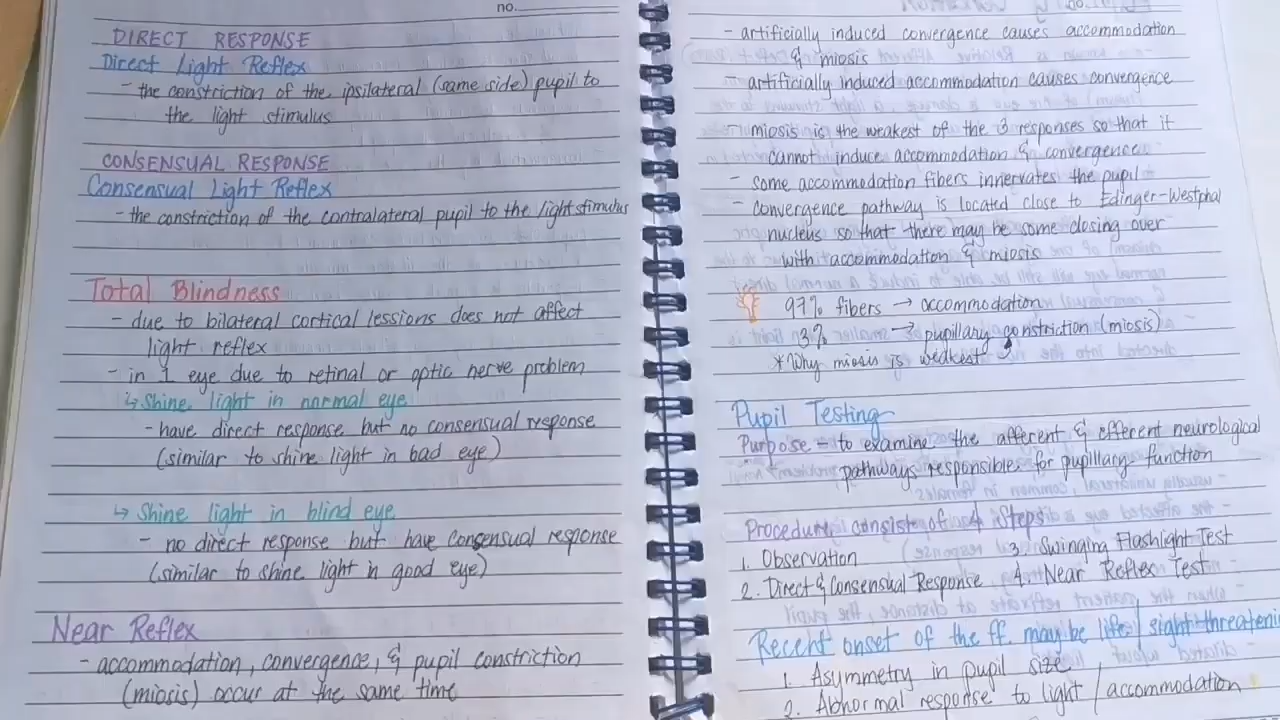 no.
DIRECT RESPONSE
Direct Light Reflex
- the constriction of the ipsilateral (same side) pupil to
the light stimulus
CONSENSUAL RESPONSE
Consensual Light Reflex
- the constriction of the contralateral pupil to the light stimulus
Total Blindness
- due to bilateral cortical lessions does not affect
light reflex
- in 1 eye due to retinal or optic nerve problem
↳ Shine light in normal eye
- have direct response but no consensual response
(similar to shine light in bad eye)
↳ Shine light in blind eye
- no direct response but have consensual response
(similar to shine light in good eye)
Near Reflex
- accommodation, convergence, & pupil constriction
(miosis) occur at the same time
- artificially induced convergence causes accommodation
& miosis
- artificially induced accommodation causes convergence
- miosis is the weakest of the 3 responses so that it
cannot induce accommodation & convergence
- some accommodation fibers innervates the pupil
- convergence pathway is located close to Edinger-Westphal
nucleus so that there may be some closing over
with accommodation & miosis
97% fibers → accommodation
3% → pupillary constriction (miosis)
* Why miosis is weakest
Pupil Testing
Purpose - to examine the afferent & efferent neurological
pathways responsible for pupillary function
Procedure consist of 4 Steps
1. Observation 3. Swinging Flashlight Test
2. Direct & Consensual Response 4. Near Reflex Test
Recent onset of the ff. may be life / sight threateni
1. Asymmetry in pupil size
2. Abnormal response to light / accommodation